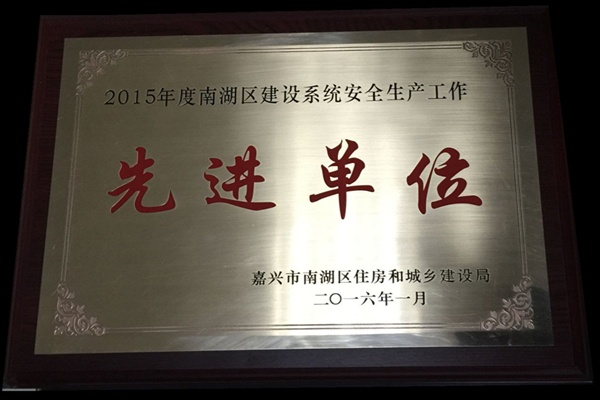 2015年度南湖区建设系统安全生产工作
先进单位
嘉兴市南湖区住房和城乡建设局
二〇一六年一月